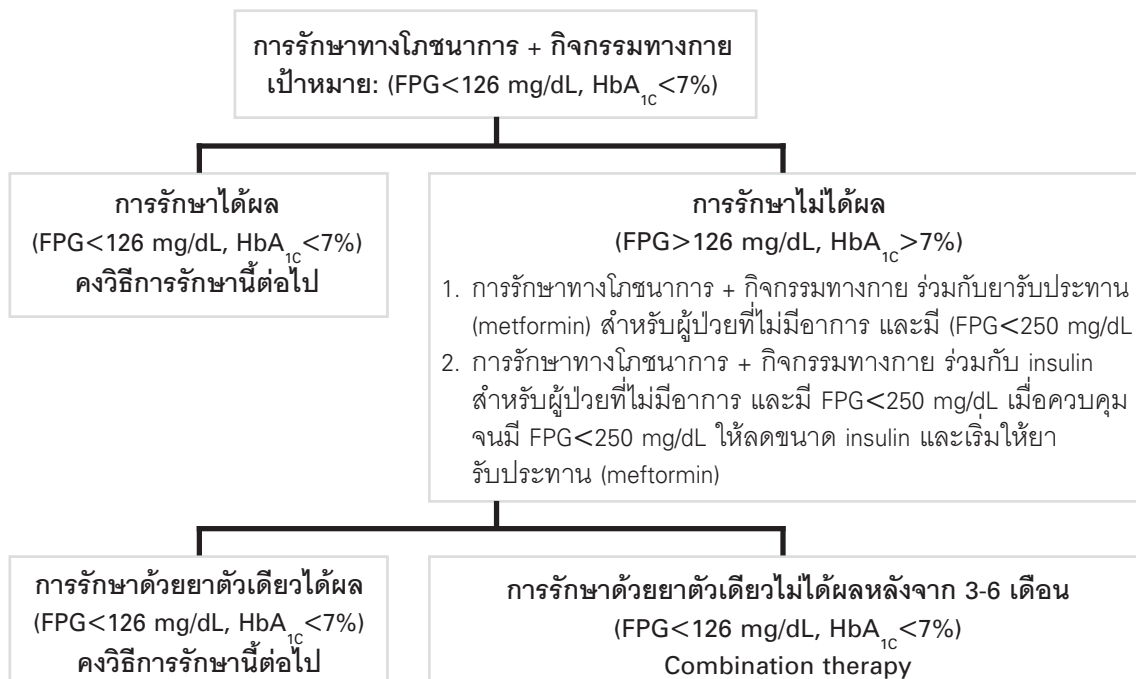 การรักษาทางโภชนาการ + กิจกรรมทางกาย
เป้าหมาย: (FPG<126 mg/dL, HbA1C<7%)
การรักษาได้ผล
(FPG<126 mg/dL, HbA1C<7%)
คงวิธีการรักษานี้ต่อไป
การรักษาไม่ได้ผล
(FPG>126 mg/dL, HbA1C>7%)
1. การรักษาทางโภชนาการ + กิจกรรมทางกาย ร่วมกับยารับประทาน
(metformin) สำหรับผู้ป่วยที่ไม่มีอาการ และมี (FPG<250 mg/dL
2. การรักษาทางโภชนาการ + กิจกรรมทางกาย ร่วมกับ insulin
สำหรับผู้ป่วยที่ไม่มีอาการ และมี FPG<250 mg/dL เมื่อควบคุม
จนมี FPG<250 mg/dL ให้ลดขนาด insulin และเริ่มให้ยา
รับประทาน (meftormin)
การรักษาด้วยยาตัวเดียวได้ผล
(FPG<126 mg/dL, HbA1C<7%)
คงวิธีการรักษานี้ต่อไป
การรักษาด้วยยาตัวเดียวไม่ได้ผลหลังจาก 3-6 เดือน
(FPG<126 mg/dL, HbA1C<7%)
Combination therapy